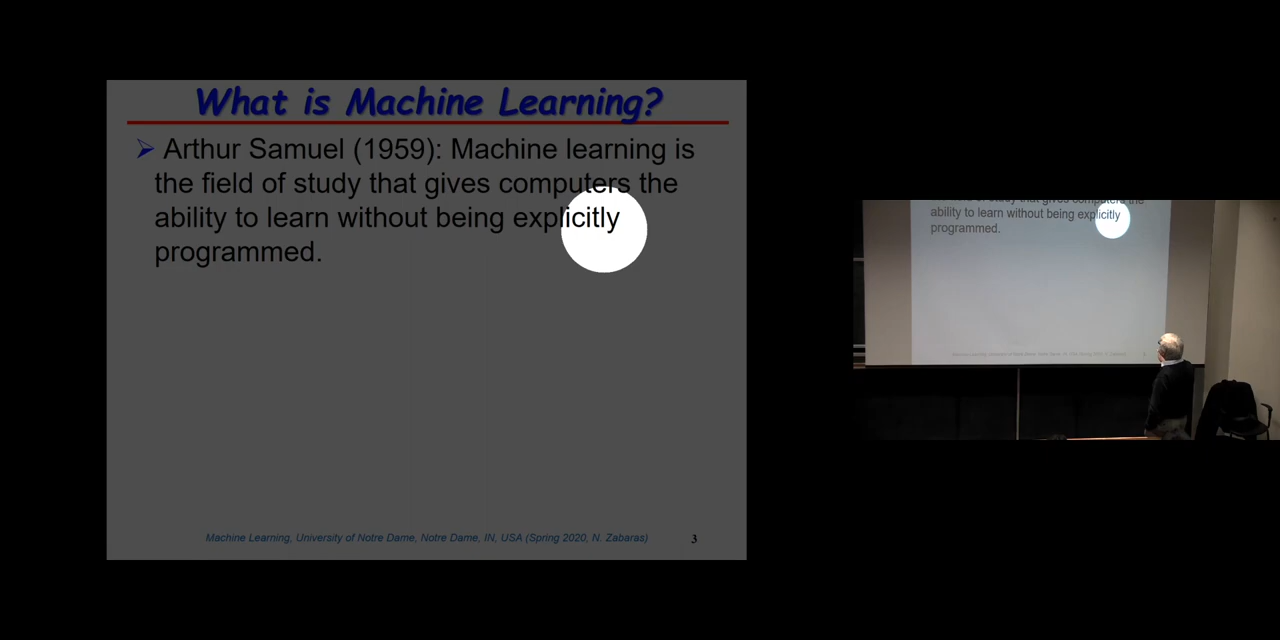 What is Machine Learning?
➢ Arthur Samuel (1959): Machine learning is
the field of study that gives computers the
ability to learn without being explicitly
programmed.
Machine Learning, University of Notre Dame, Notre Dame, IN, USA (Spring 2020, N. Zabaras)
3
ability to learn without being explicitly
programmed.